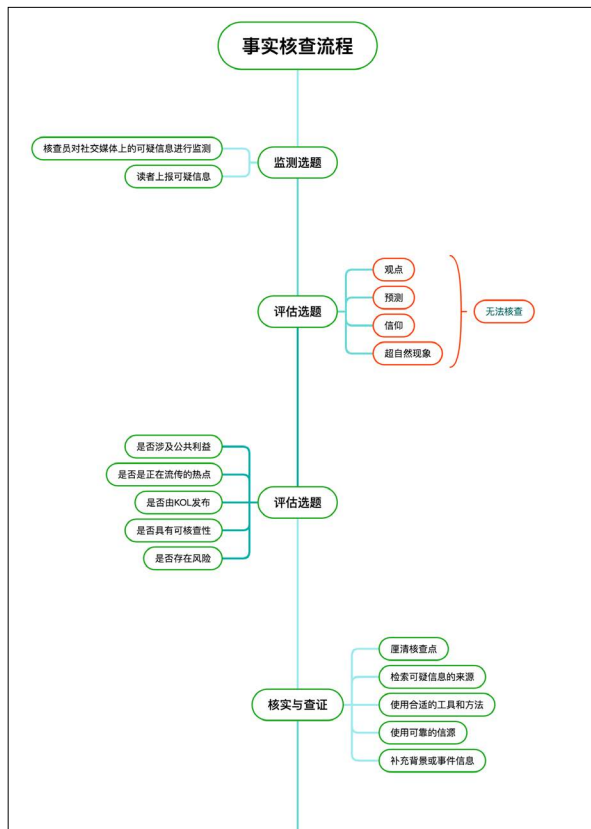 事实核查流程
核查员对社交媒体上的可疑信息进行监测
读者上报可疑信息
监测选题
评估选题
观点
预测
信仰
超自然现象
无法核查
是否涉及公共利益
是否是正在流传的热点
是否由KOL发布
是否具有可核查性
是否存在风险
评估选题
核实与查证
厘清核查点
检索可疑信息的来源
使用合适的工具和方法
使用可靠的信源
补充背景或事件信息